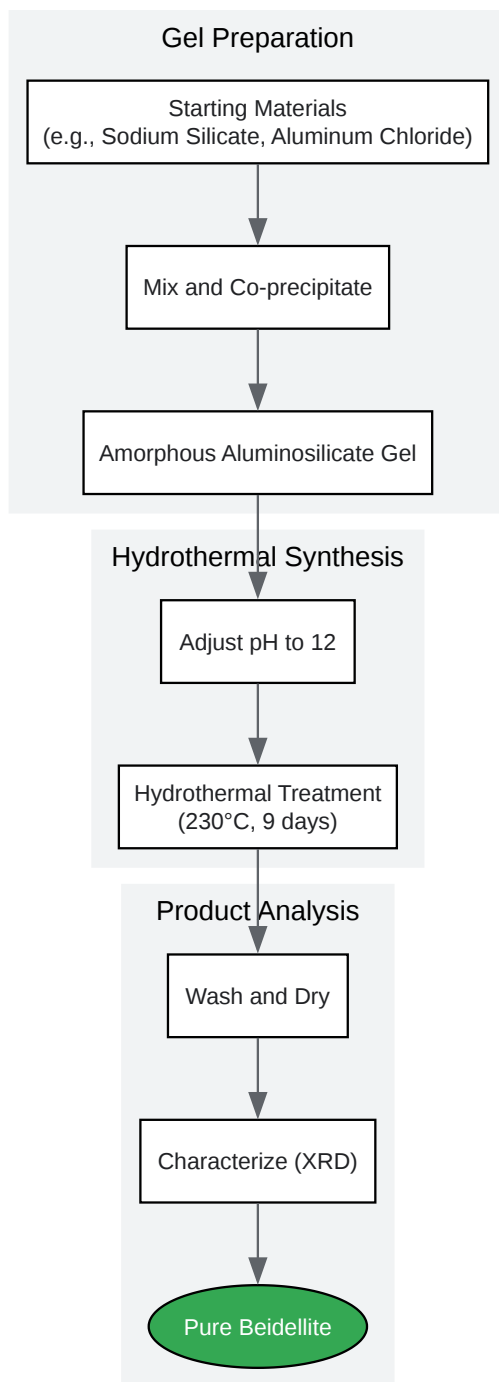 Gel Preparation
Starting Materials
(e.g., Sodium Silicate, Aluminum Chloride)
Mix and Co-precipitate
Amorphous Aluminosilicate Gel
Hydrothermal Synthesis
Adjust pH to 12
Hydrothermal Treatment
(230°C, 9 days)
Product Analysis
Wash and Dry
Characterize (XRD)
Pure Beidellite